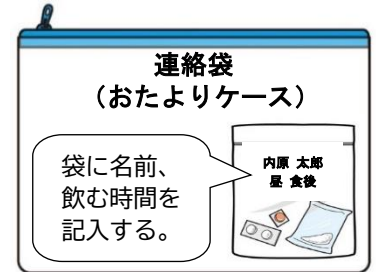 連絡袋
（おたよりケース）
袋に名前、
飲む時間を
記入する。
内原 太郎
昼 食後